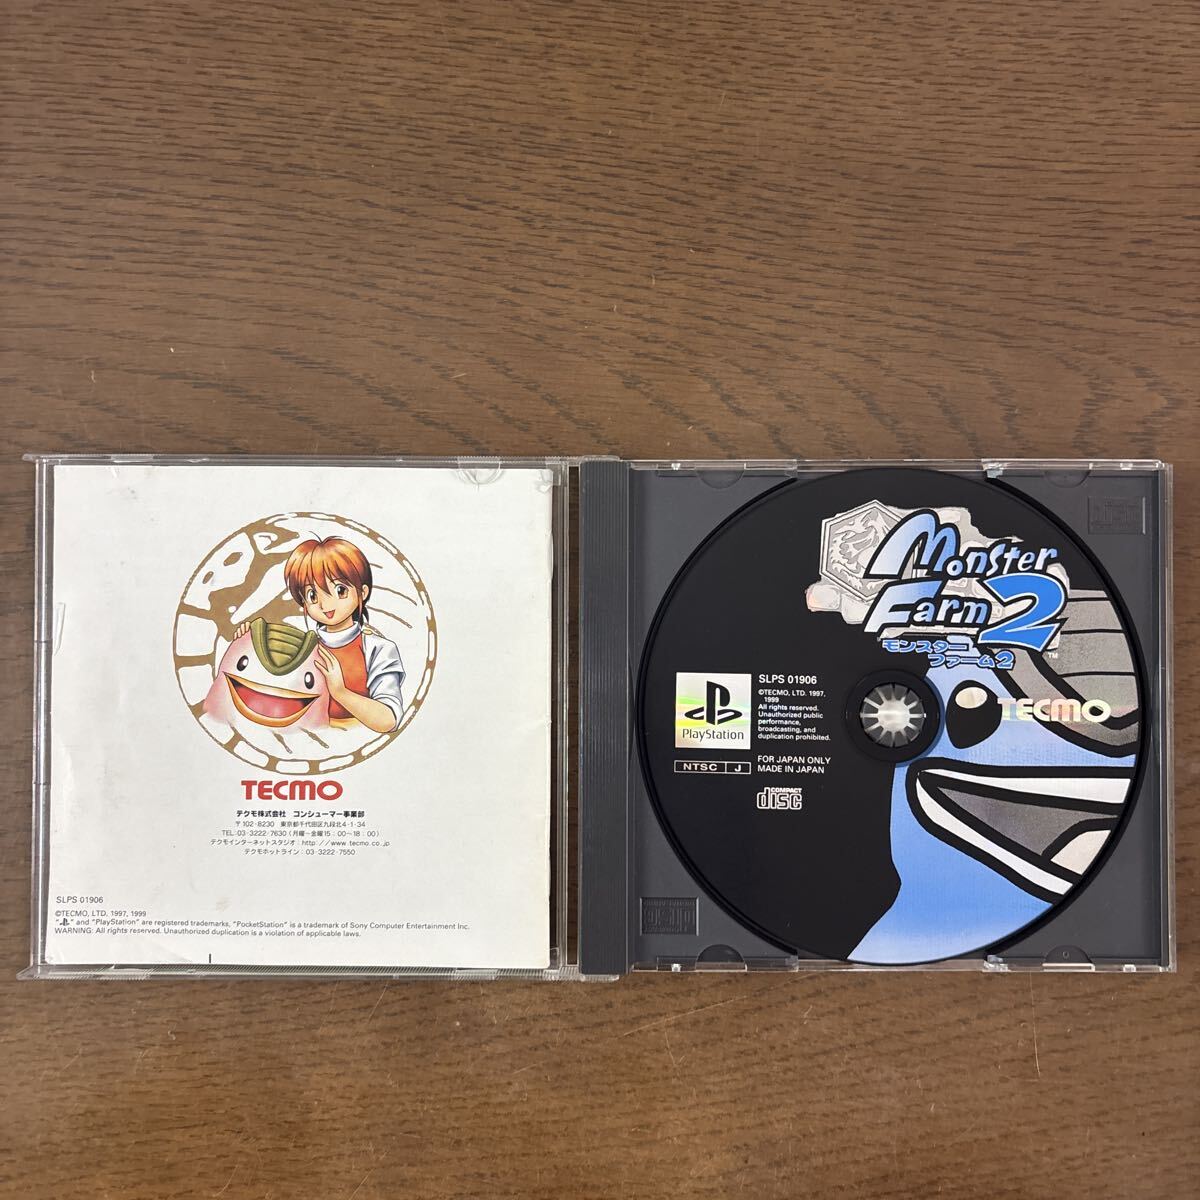 TECMO
テクモ株式会社 コンシューマー事業部
〒102-8230 東京都千代田区九段北4-1-34
TEL:03-3222-7630(月曜~金曜15:00~18:00)
テクモインターネットスタジオ:http://www.tecmo.co.jp
テクモホットライン:03-3222-7550
SLPS 01906
©TECMO, LTD. 1997, 1999
" " and "PlayStation" are registered trademarks, "PocketStation" is a trademark of Sony Computer Entertainment Inc.
WARNING: All rights reserved. Unauthorized duplication is a violation of applicable laws.
Monster
Farm 2
TM
モンスター
ファーム2
TECMO
SLPS 01906
©TECMO, LTD. 1997,
1999
All rights reserved.
Unauthorized public
performance,
broadcasting, and
duplication prohibited.
PlayStation
NTSC J
FOR JAPAN ONLY
MADE IN JAPAN
COMPACT
disc